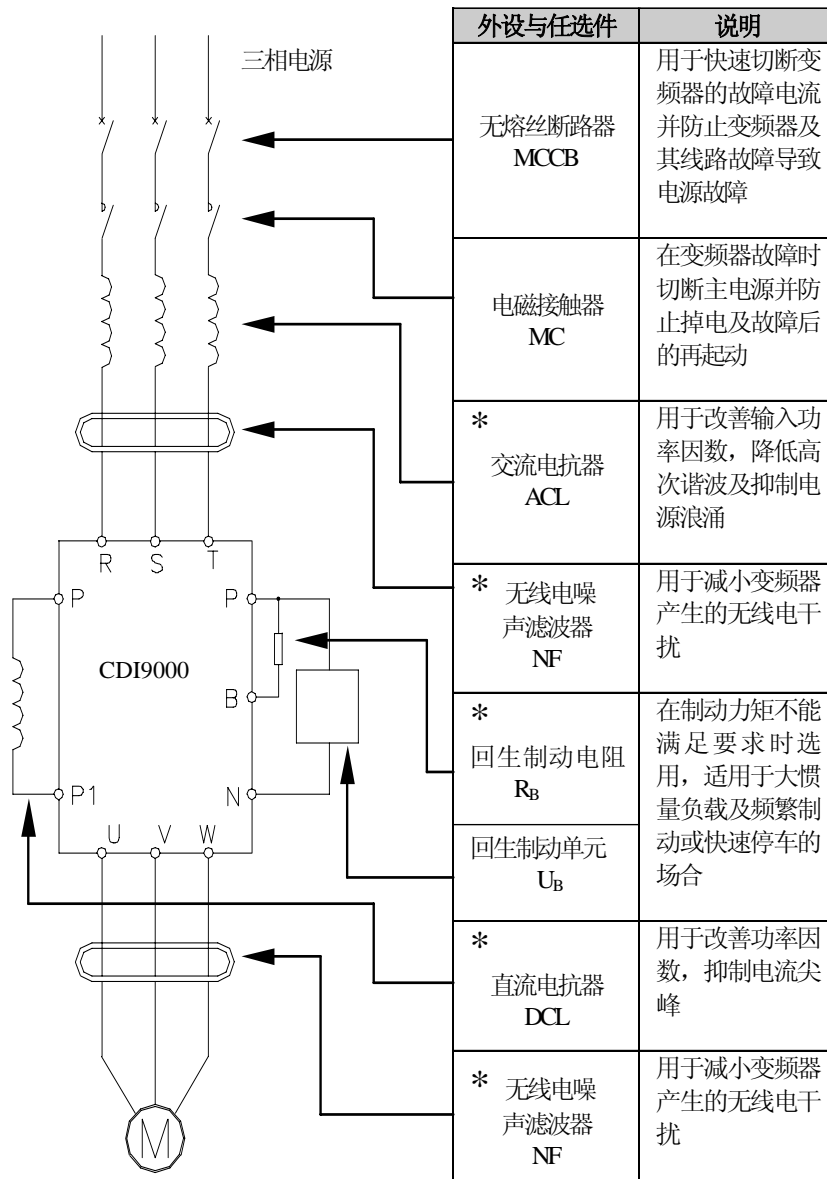 三相电源
R S T
P P
CDI9000
B
P1 N
U V W
M
外设与任选件 说明
无熔丝断路器
MCCB
用于快速切断变
频器的故障电流
并防止变频器及
其线路故障导致
电源故障
电磁接触器
MC
在变频器故障时
切断主电源并防
止掉电及故障后
的再起动
*
交流电抗器
ACL
用于改善输入功
率因数，降低高
次谐波及抑制电
源浪涌
* 无线电噪
声滤波器
NF
用于减小变频器
产生的无线电干
扰
*
回生制动电阻
RB
回生制动单元
UB
在制动力矩不能
满足要求时选
用，适用于大惯
量负载及频繁制
动或快速停车的
场合
*
直流电抗器
DCL
用于改善功率因
数，抑制电流尖
峰
* 无线电噪
声滤波器
NF
用于减小变频器
产生的无线电干
扰